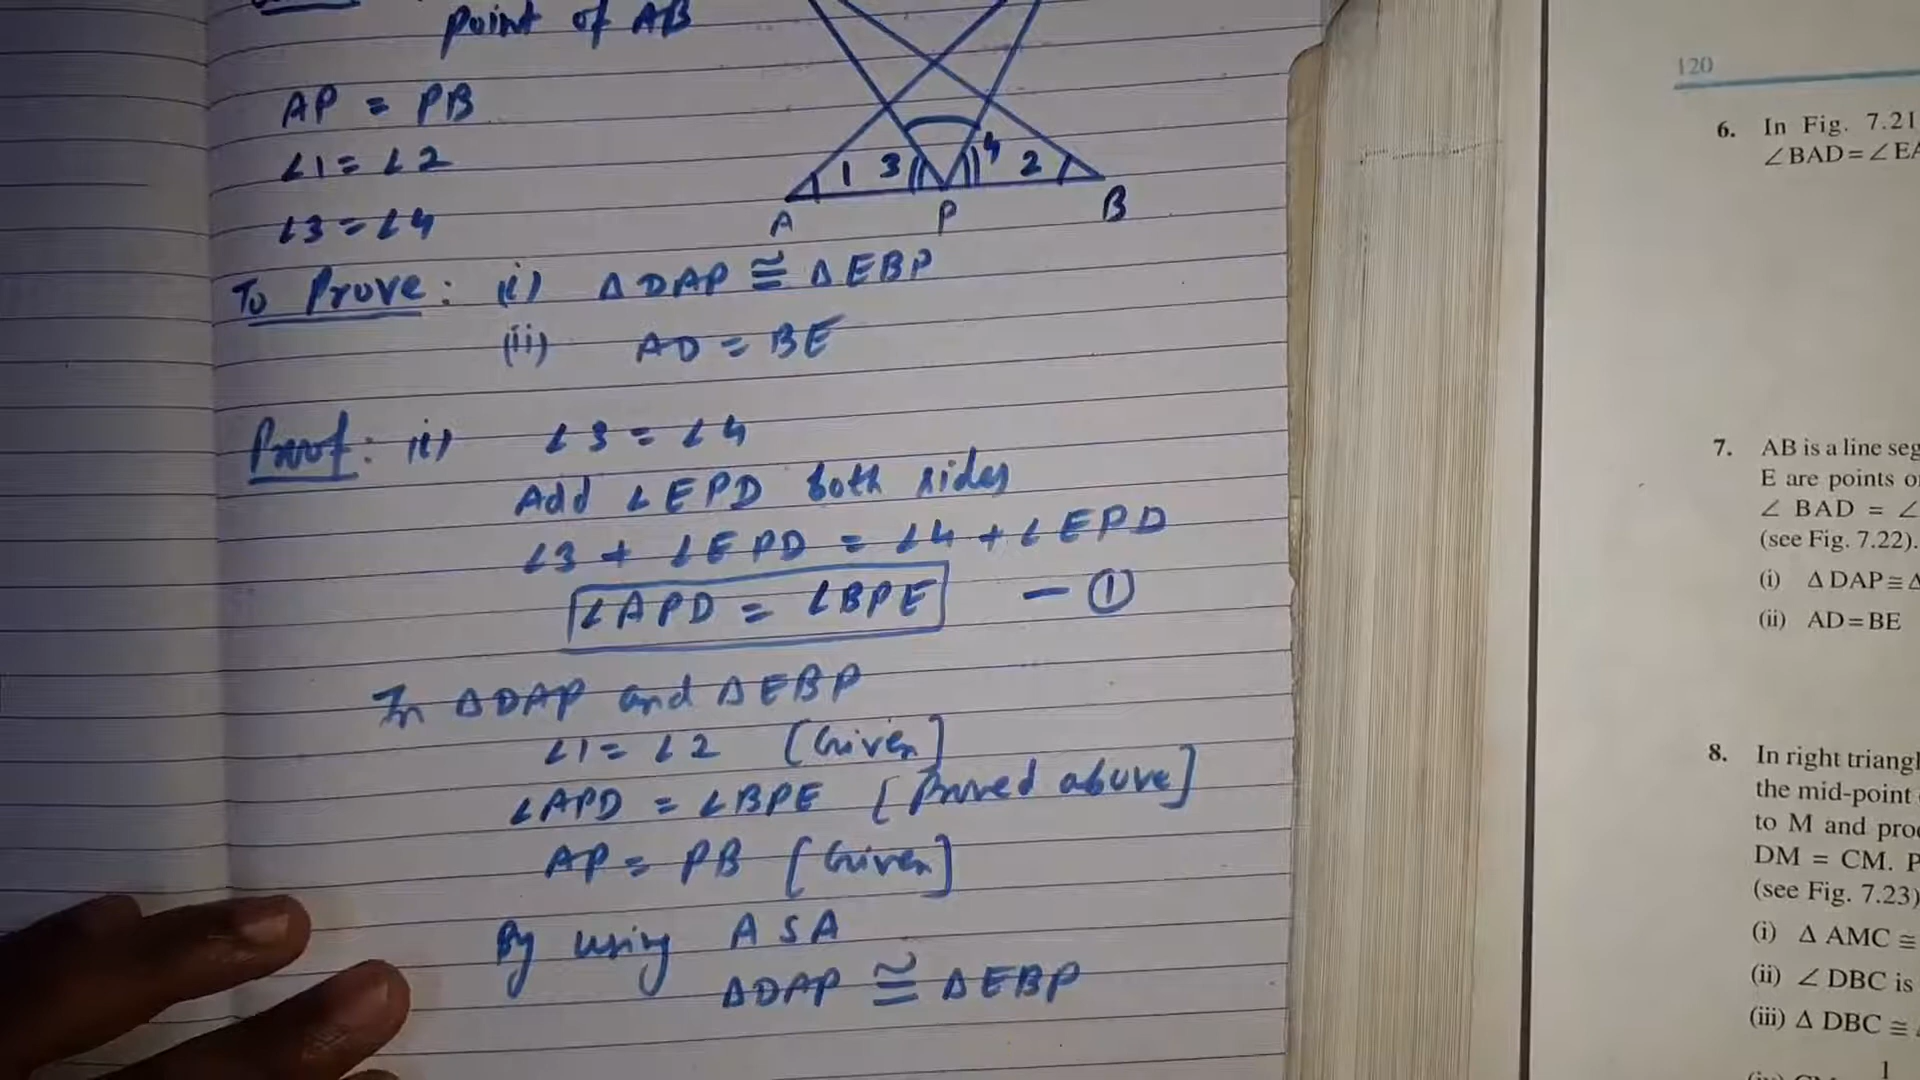 point of AB
AP = PB
∠1 = ∠2
∠3 = ∠4
1 3 4 2
A P B
To Prove: (i) ΔDAP ≅ ΔEBP
(ii) AD = BE
Proof: (i) ∠3 = ∠4
Add ∠EPD both sides
∠3 + ∠EPD = ∠4 + ∠EPD
∠APD = ∠BPE — ①
In ΔDAP and ΔEBP
∠1 = ∠2 [Given]
∠APD = ∠BPE [Proved above]
AP = PB [Given]
By using ASA
ΔDAP ≅ ΔEBP
120
6. In Fig. 7.21
∠BAD = ∠EA
7. AB is a line seg
E are points o
∠ BAD = ∠
(see Fig. 7.22).
(i) Δ DAP ≅ Δ
(ii) AD = BE
8. In right triangl
the mid-point
to M and prod
DM = CM. P
(see Fig. 7.23)
(i) Δ AMC ≅
(ii) ∠ DBC is
(iii) Δ DBC ≅
1